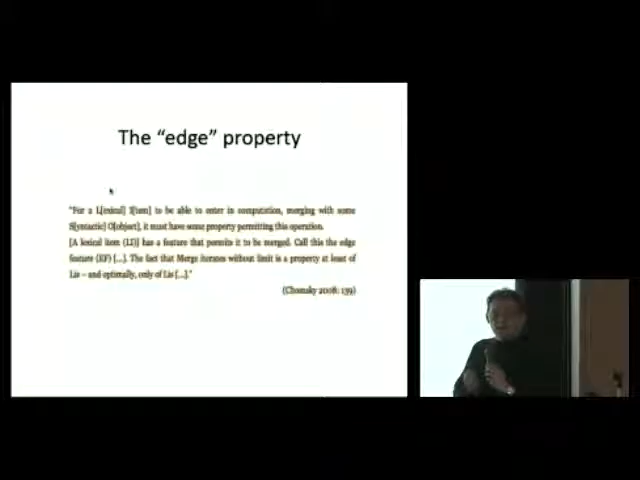 The “edge” property
“For a L[exical] I[tem] to be able to enter in computation, merging with some
S[yntactic] O[object], it must have some property permitting this operation.
[A lexical item (LI)] has a feature that permits it to be merged. Call this the edge
feature (EF) [...]. The fact that Merge iterates without limit is a property at least of
LIs – and optimally, only of LIs [...].”
(Chomsky 2008: 139)